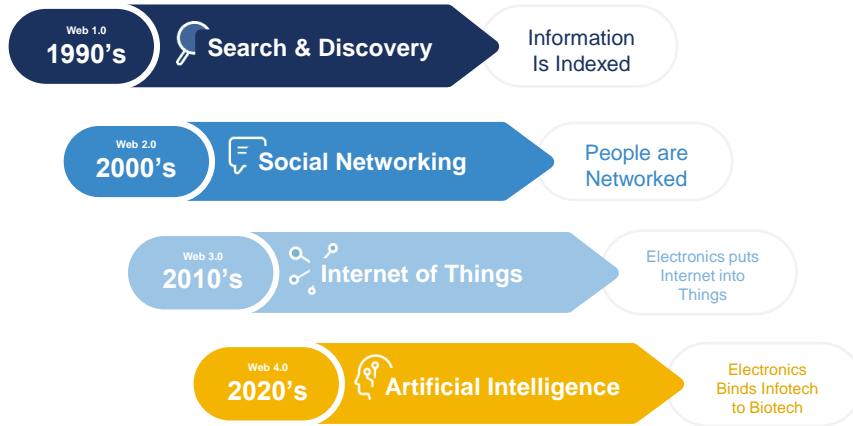 Web 1.0
1990’s
Search & Discovery
Information
Is Indexed
Web 2.0
2000’s
Social Networking
People are
Networked
Web 3.0
2010’s
Internet of Things
Electronics puts
Internet into
Things
Web 4.0
2020’s
Artificial Intelligence
Electronics
Binds Infotech
to Biotech